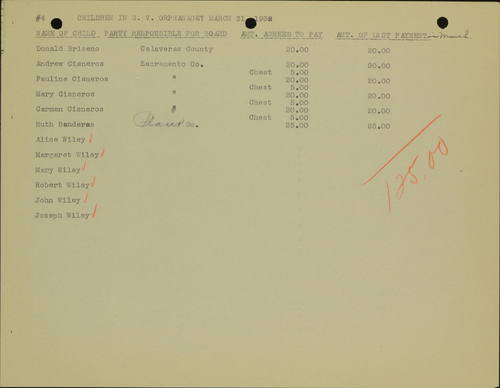 #4 CHILDREN IN S. V. ORPHANAGEY MARCH 31, 1932
NAME OF CHILD PARTY RESPONSIBLE FOR BOARD AMT. AGREED TO PAY AMT. OF LAST PAYMENT in March.
Donald Briseno Calaveras County 20.00 20.00
Andrew Cisneros Sacramento Co. 20.00 20.00
Chest 5.00
Pauline Cisneros " 20.00 20.00
Chest 5.00
Mary Cisneros " 20.00 20.00
Chest 5.00
Carmen Cisneros " 20.00 20.00
Chest 5.00
Ruth Banderas Co. 25.00 25.00
Alice Wiley
Margaret Wiley
Mary Wiley
Robert Wiley
John Wiley
Joseph Wiley
125.00